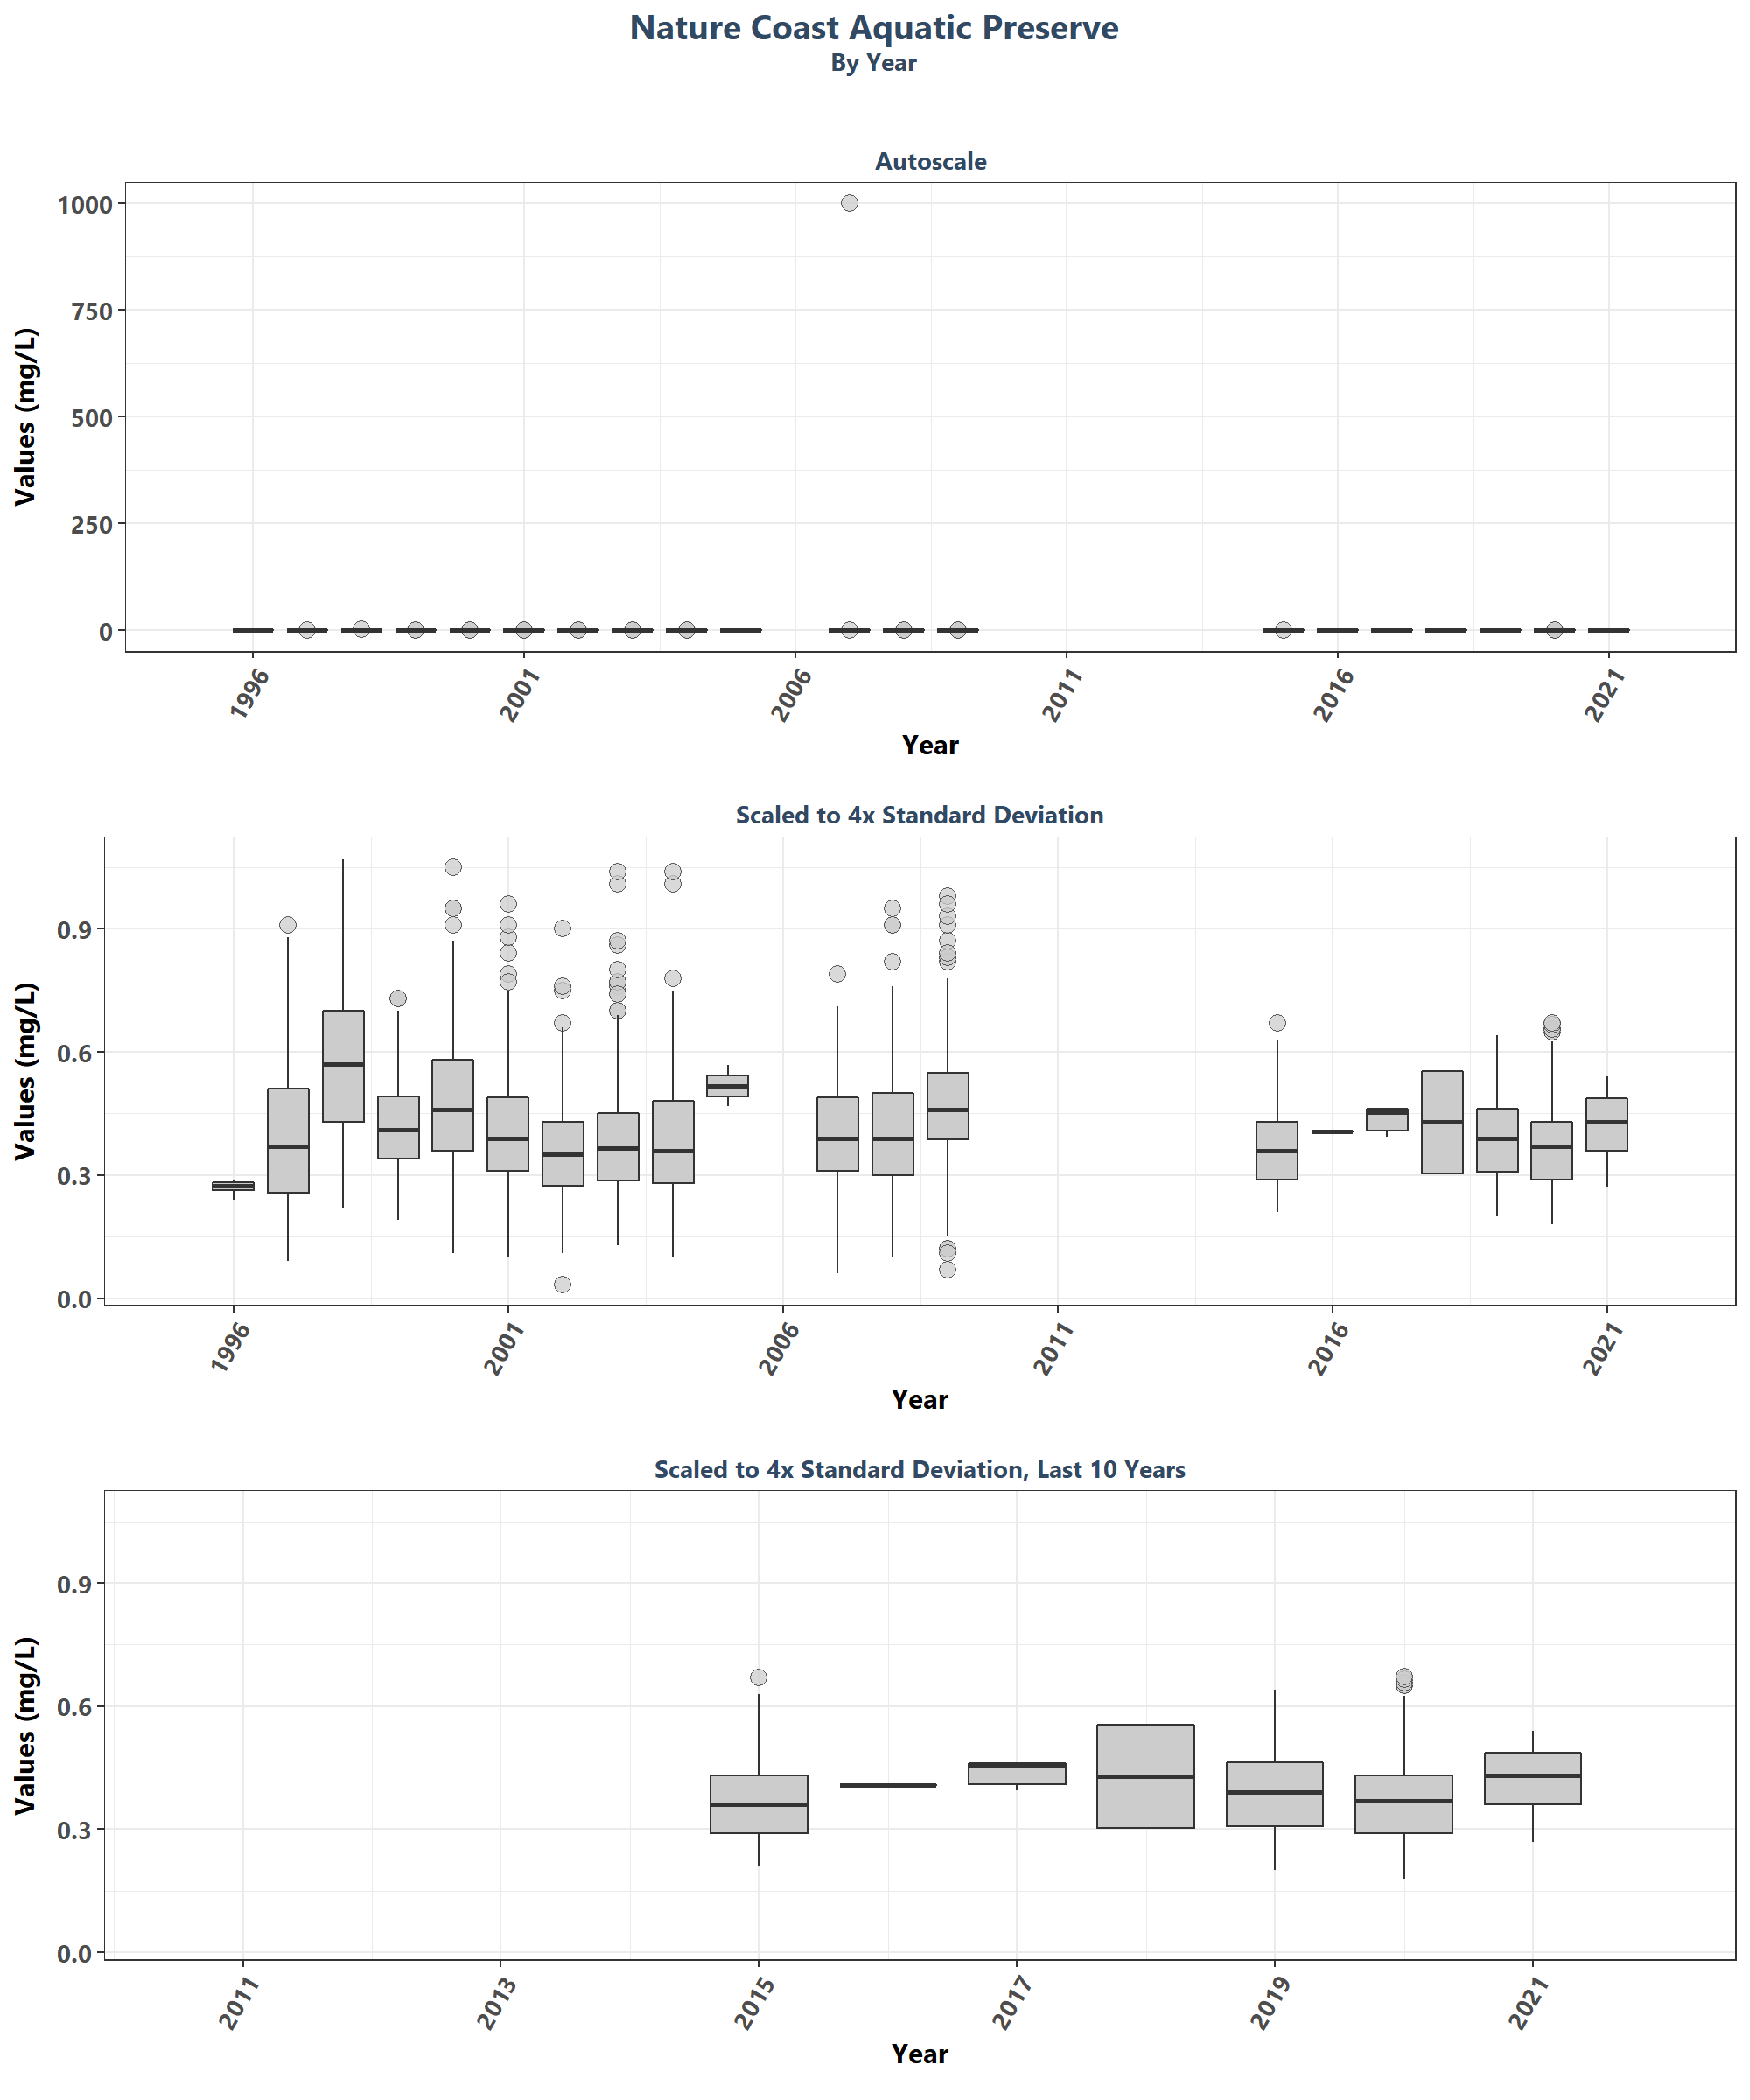 Nature Coast Aquatic Preserve
By Year
Autoscale
Values (mg/L)
1000
750
500
250
0
1996
2001
2006
2011
2016
2021
Year
Scaled to 4x Standard Deviation
Values (mg/L)
0.9
0.6
0.3
0.0
1996
2001
2006
2011
2016
2021
Year
Scaled to 4x Standard Deviation, Last 10 Years
Values (mg/L)
0.9
0.6
0.3
0.0
2011
2013
2015
2017
2019
2021
Year